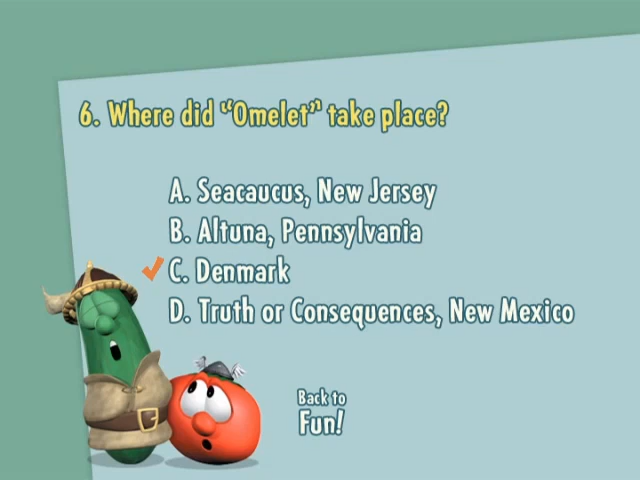 6. Where did "Omelet" take place?
A. Seacaucus, New Jersey
B. Altuna, Pennsylvania
C. Denmark
D. Truth or Consequences, New Mexico
Back to
Fun!